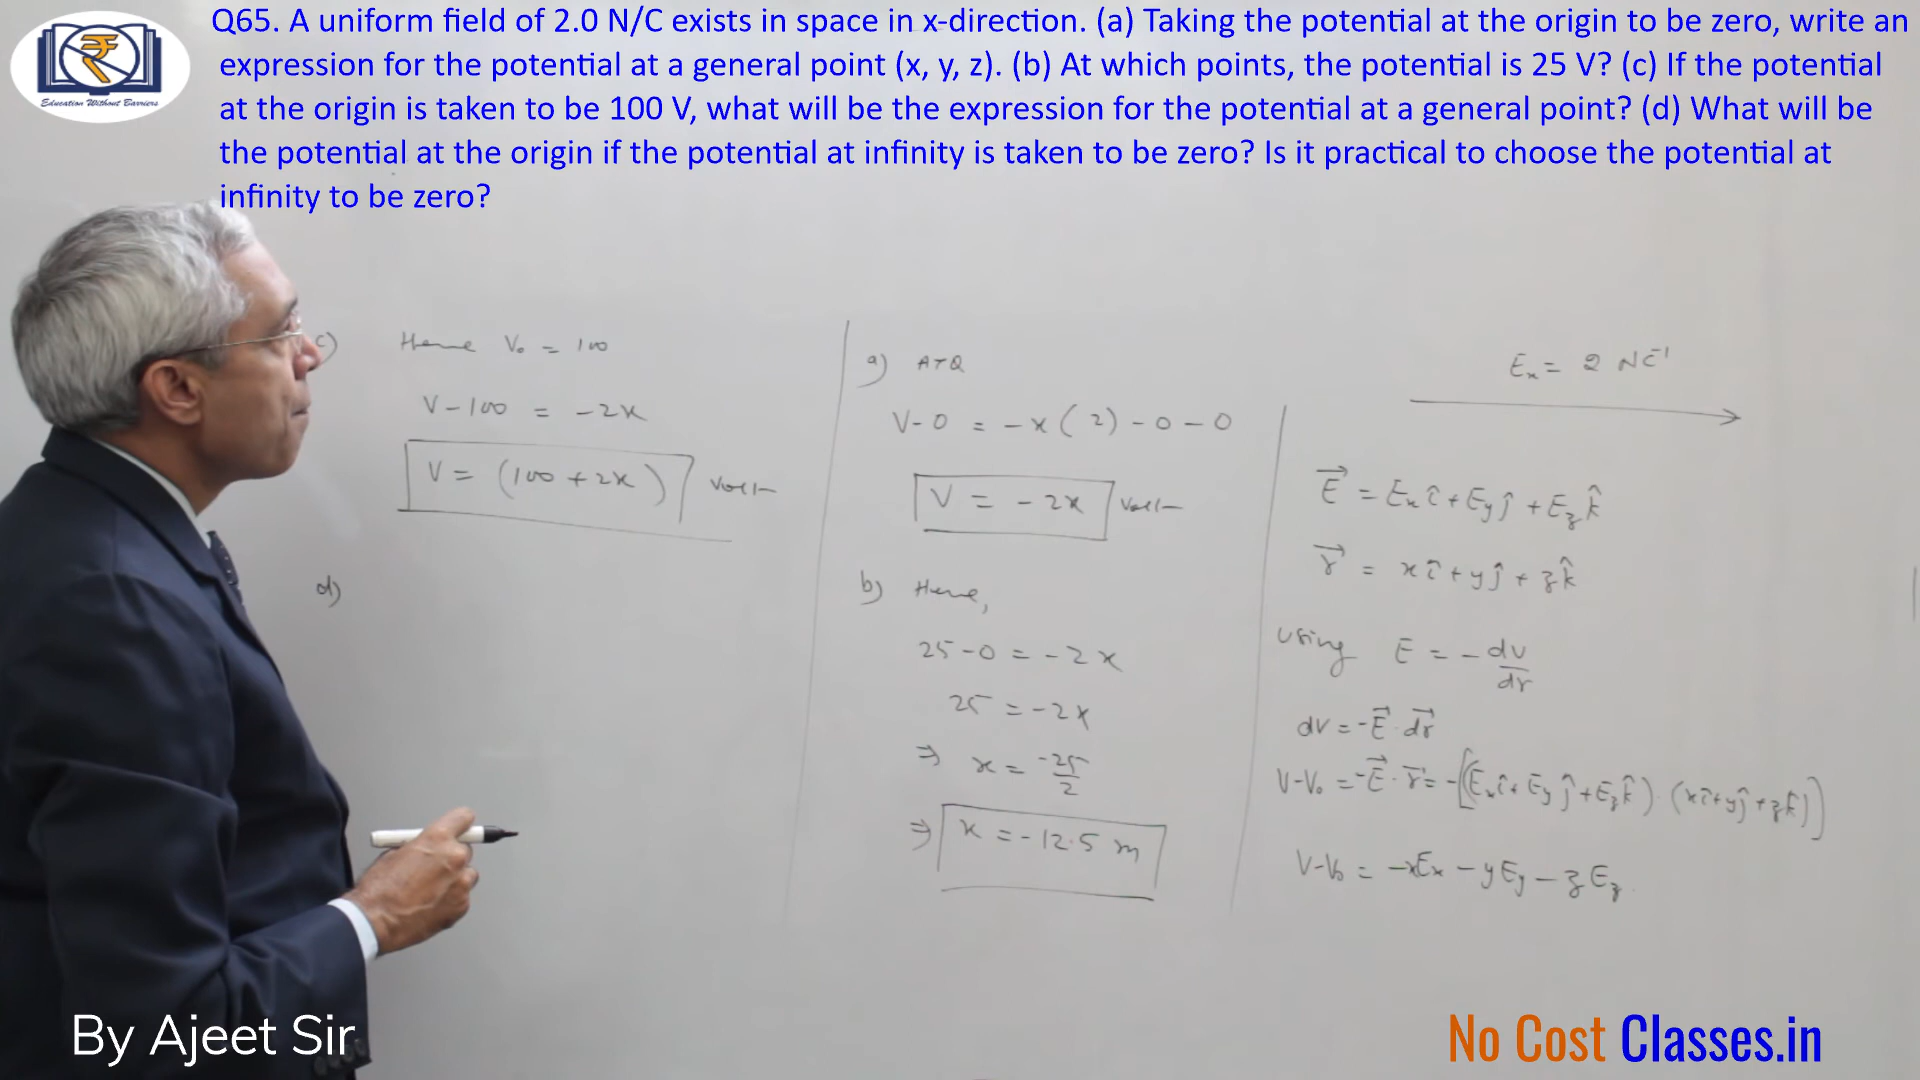 Q65. A uniform field of 2.0 N/C exists in space in x-direction. (a) Taking the potential at the origin to be zero, write an
expression for the potential at a general point (x, y, z). (b) At which points, the potential is 25 V? (c) If the potential
at the origin is taken to be 100 V, what will be the expression for the potential at a general point? (d) What will be
the potential at the origin if the potential at infinity is taken to be zero? Is it practical to choose the potential at
infinity to be zero?
Education Without Barriers
c) Here V₀ = 100
V-100 = -2x
V = (100 + 2x) Volt
d)
a) ATQ
V-0 = -x(2) - 0 - 0
V = -2x Volt
b) Here,
25-0 = -2x
25 = -2x
⇒ x = -25/2
⇒ x = -12.5 m
Eₓ = 2 NC⁻¹
E⃗ = Eₓî + E_yĵ + E_zk̂
r⃗ = xî + yĵ + zk̂
using E = -dv/dr
dv = -E⃗ · dr⃗
V-V₀ = -E⃗ · r⃗ = -[(Eₓî + E_yĵ + E_zk̂) · (xî + yĵ + zk̂)]
V-V₀ = -xEₓ - yE_y - zE_z
By Ajeet Sir
No Cost Classes.in